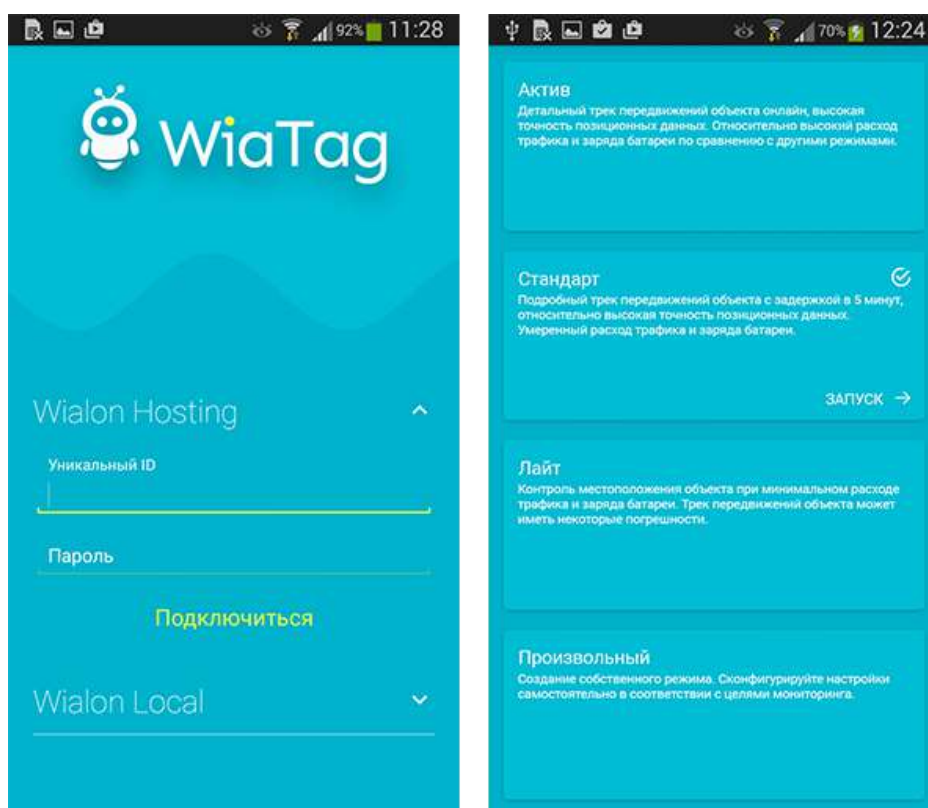 92% 11:28
WiaTag
Wialon Hosting
Уникальный ID
Пароль
Подключиться
Wialon Local
70% 12:24
Актив
Детальный трек передвижений объекта онлайн, высокая
точность позиционных данных. Относительно высокий расход
трафика и заряда батареи по сравнению с другими режимами.
Стандарт
Подробный трек передвижений объекта с задержкой в 5 минут,
относительно высокая точность позиционных данных.
Умеренный расход трафика и заряда батареи.
ЗАПУСК
Лайт
Контроль местоположения объекта при минимальном расходе
трафика и заряда батареи. Трек передвижений объекта может
иметь некоторые погрешности.
Произвольный
Создание собственного режима. Сконфигурируйте настройки
самостоятельно в соответствии с целями мониторинга.